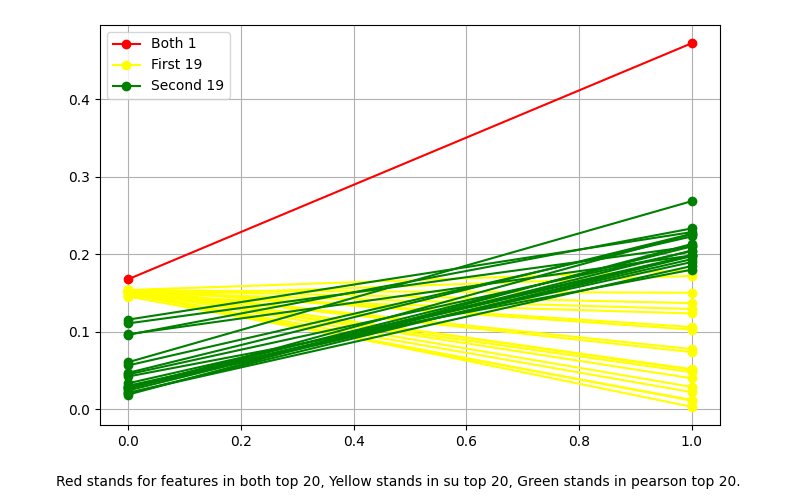 Both 1
First 19
Second 19
0.4
0.3
0.2
0.1
0.0
0.0 0.2 0.4 0.6 0.8 1.0
Red stands for features in both top 20, Yellow stands in su top 20, Green stands in pearson top 20.